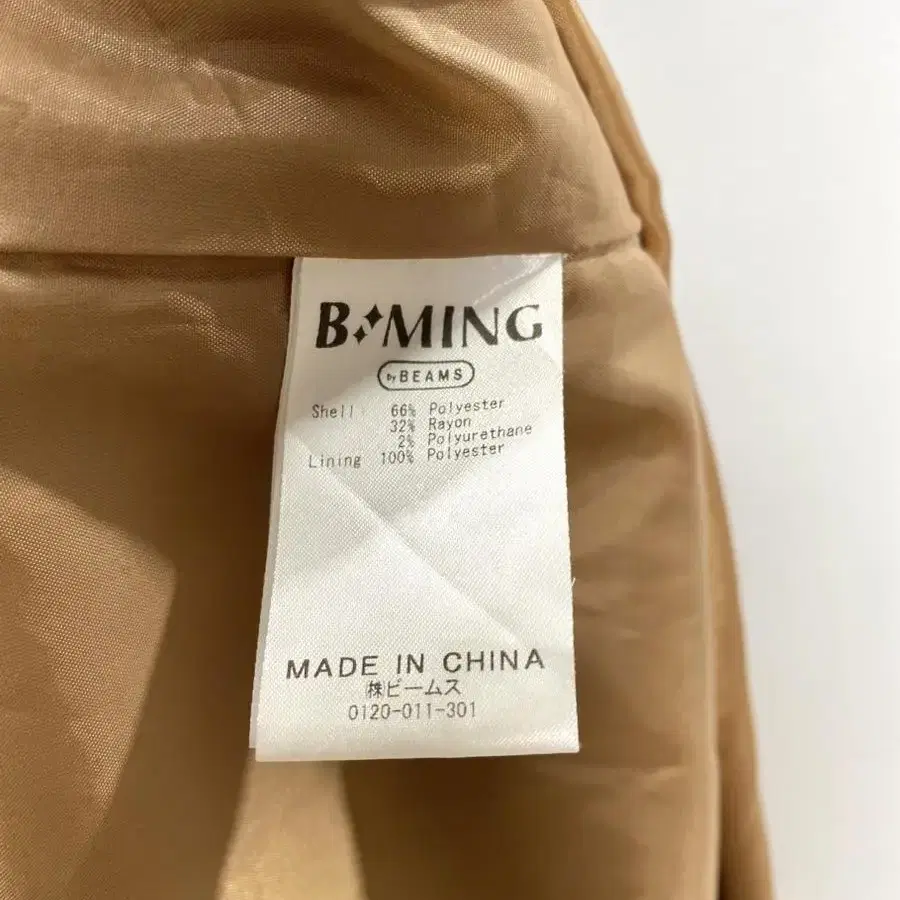 B MING
by BEAMS
Shell: 66% Polyester
32% Rayon
2% Polyurethane
Lining 100% Polyester
MADE IN CHINA
㈱ビームス
0120-011-301